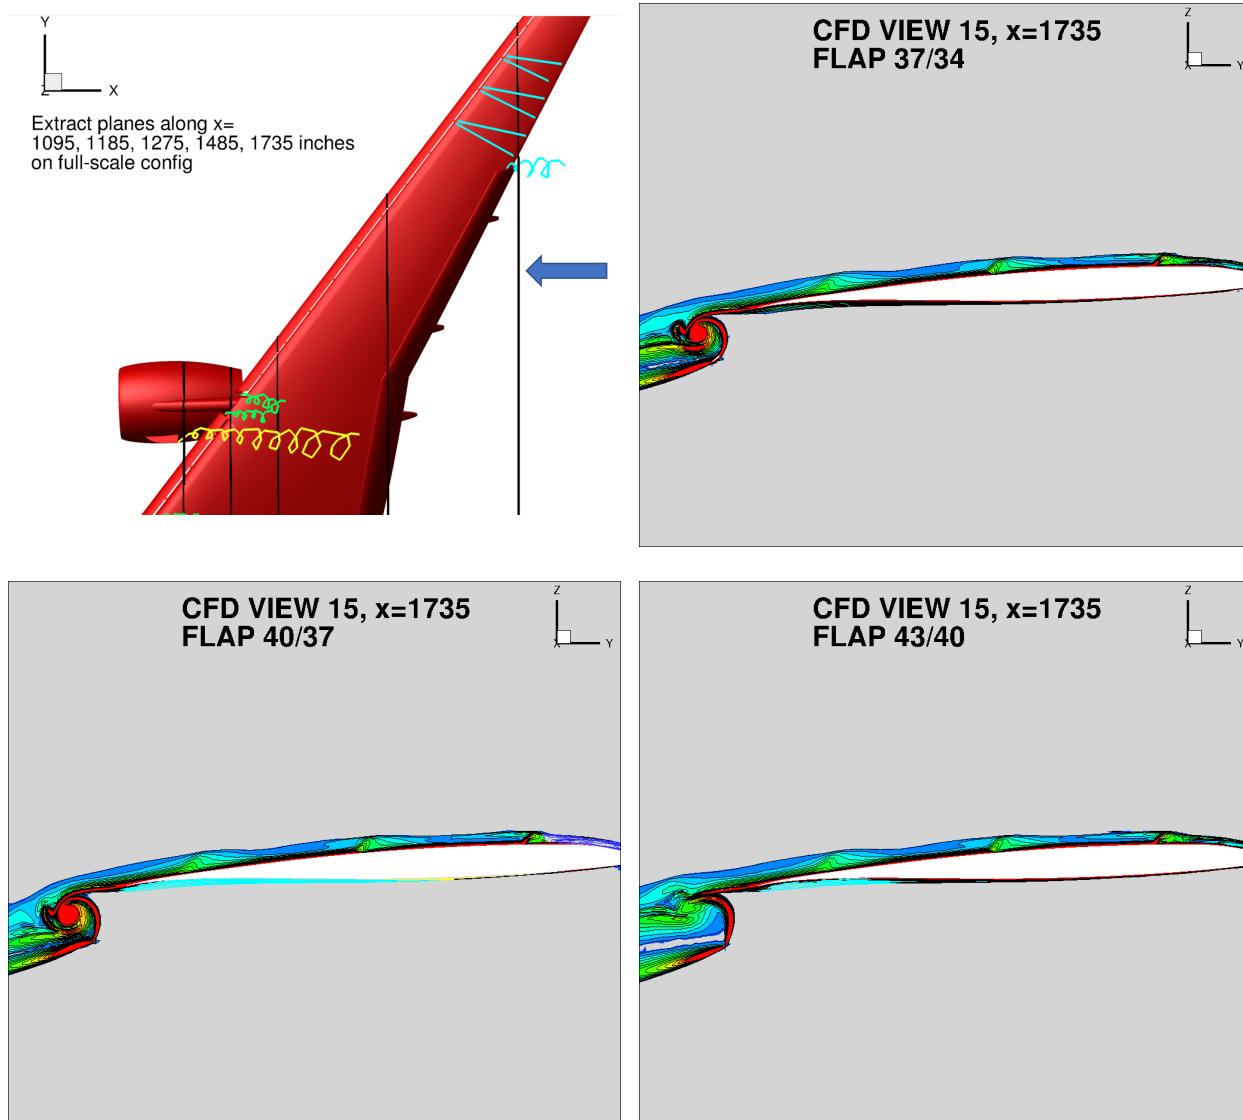 Y
Z
X
Extract planes along x=
1095, 1185, 1275, 1485, 1735 inches
on full-scale config
CFD VIEW 15, x=1735
FLAP 37/34
Z
X
Y
CFD VIEW 15, x=1735
FLAP 40/37
Z
X
Y
CFD VIEW 15, x=1735
FLAP 43/40
Z
X
Y